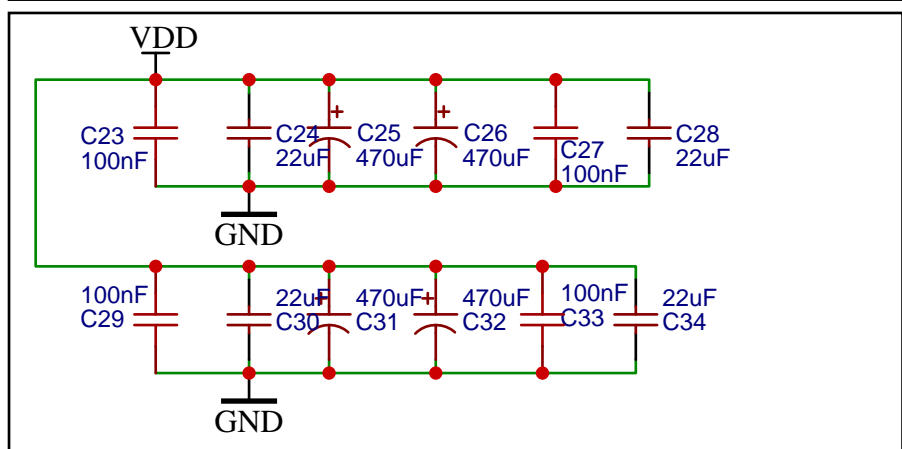 VDD
C23
100nF
C24
22uF
C25
470uF
C26
470uF
C27
100nF
C28
22uF
GND
100nF
C29
22uF
C30
470uF
C31
470uF
C32
100nF
C33
22uF
C34
GND